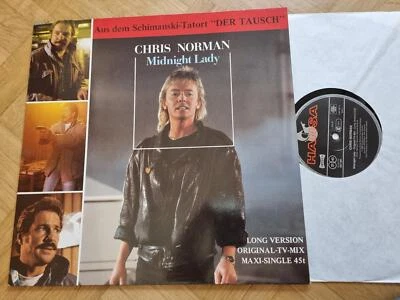 Aus dem Schimanski-Tatort "DER TAUSCH"
CHRIS NORMAN
Midnight Lady
LONG VERSION
ORIGINAL-TV-MIX
MAXI-SINGLE 45t
HANSA